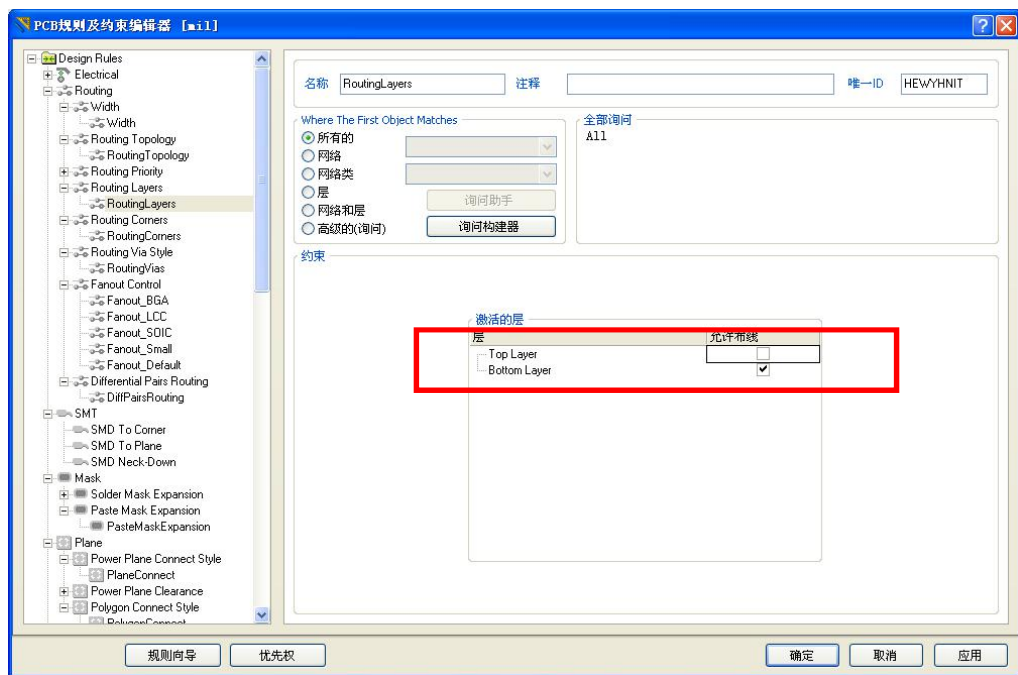 PCB规则及约束编辑器 [mil]
Design Rules
Electrical
Routing
Width
Width
Routing Topology
RoutingTopology
Routing Priority
Routing Layers
RoutingLayers
Routing Corners
RoutingCorners
Routing Via Style
RoutingVias
Fanout Control
Fanout_BGA
Fanout_LCC
Fanout_SOIC
Fanout_Small
Fanout_Default
Differential Pairs Routing
DiffPairsRouting
SMT
SMD To Corner
SMD To Plane
SMD Neck-Down
Mask
Solder Mask Expansion
Paste Mask Expansion
PasteMaskExpansion
Plane
Power Plane Connect Style
PlaneConnect
Power Plane Clearance
Polygon Connect Style
名称 RoutingLayers 注释 唯一ID HEWYHNIT
Where The First Object Matches
所有的
网络
网络类
层
网络和层
高级的(询问)
询问助手
询问构建器
全部询问
All
约束
激活的层
层 允许布线
Top Layer
Bottom Layer
规则向导 优先权 确定 取消 应用